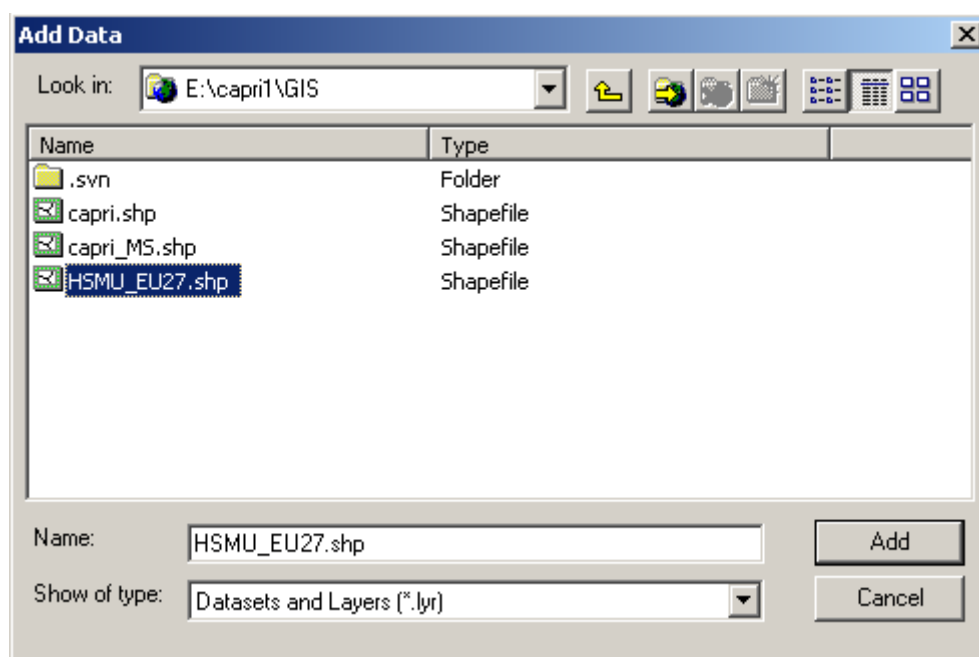 Add Data
Look in: E:\capri1\GIS
Name Type
.svn Folder
capri.shp Shapefile
capri_MS.shp Shapefile
HSMU_EU27.shp Shapefile
Name: HSMU_EU27.shp Add
Show of type: Datasets and Layers (*.lyr) Cancel